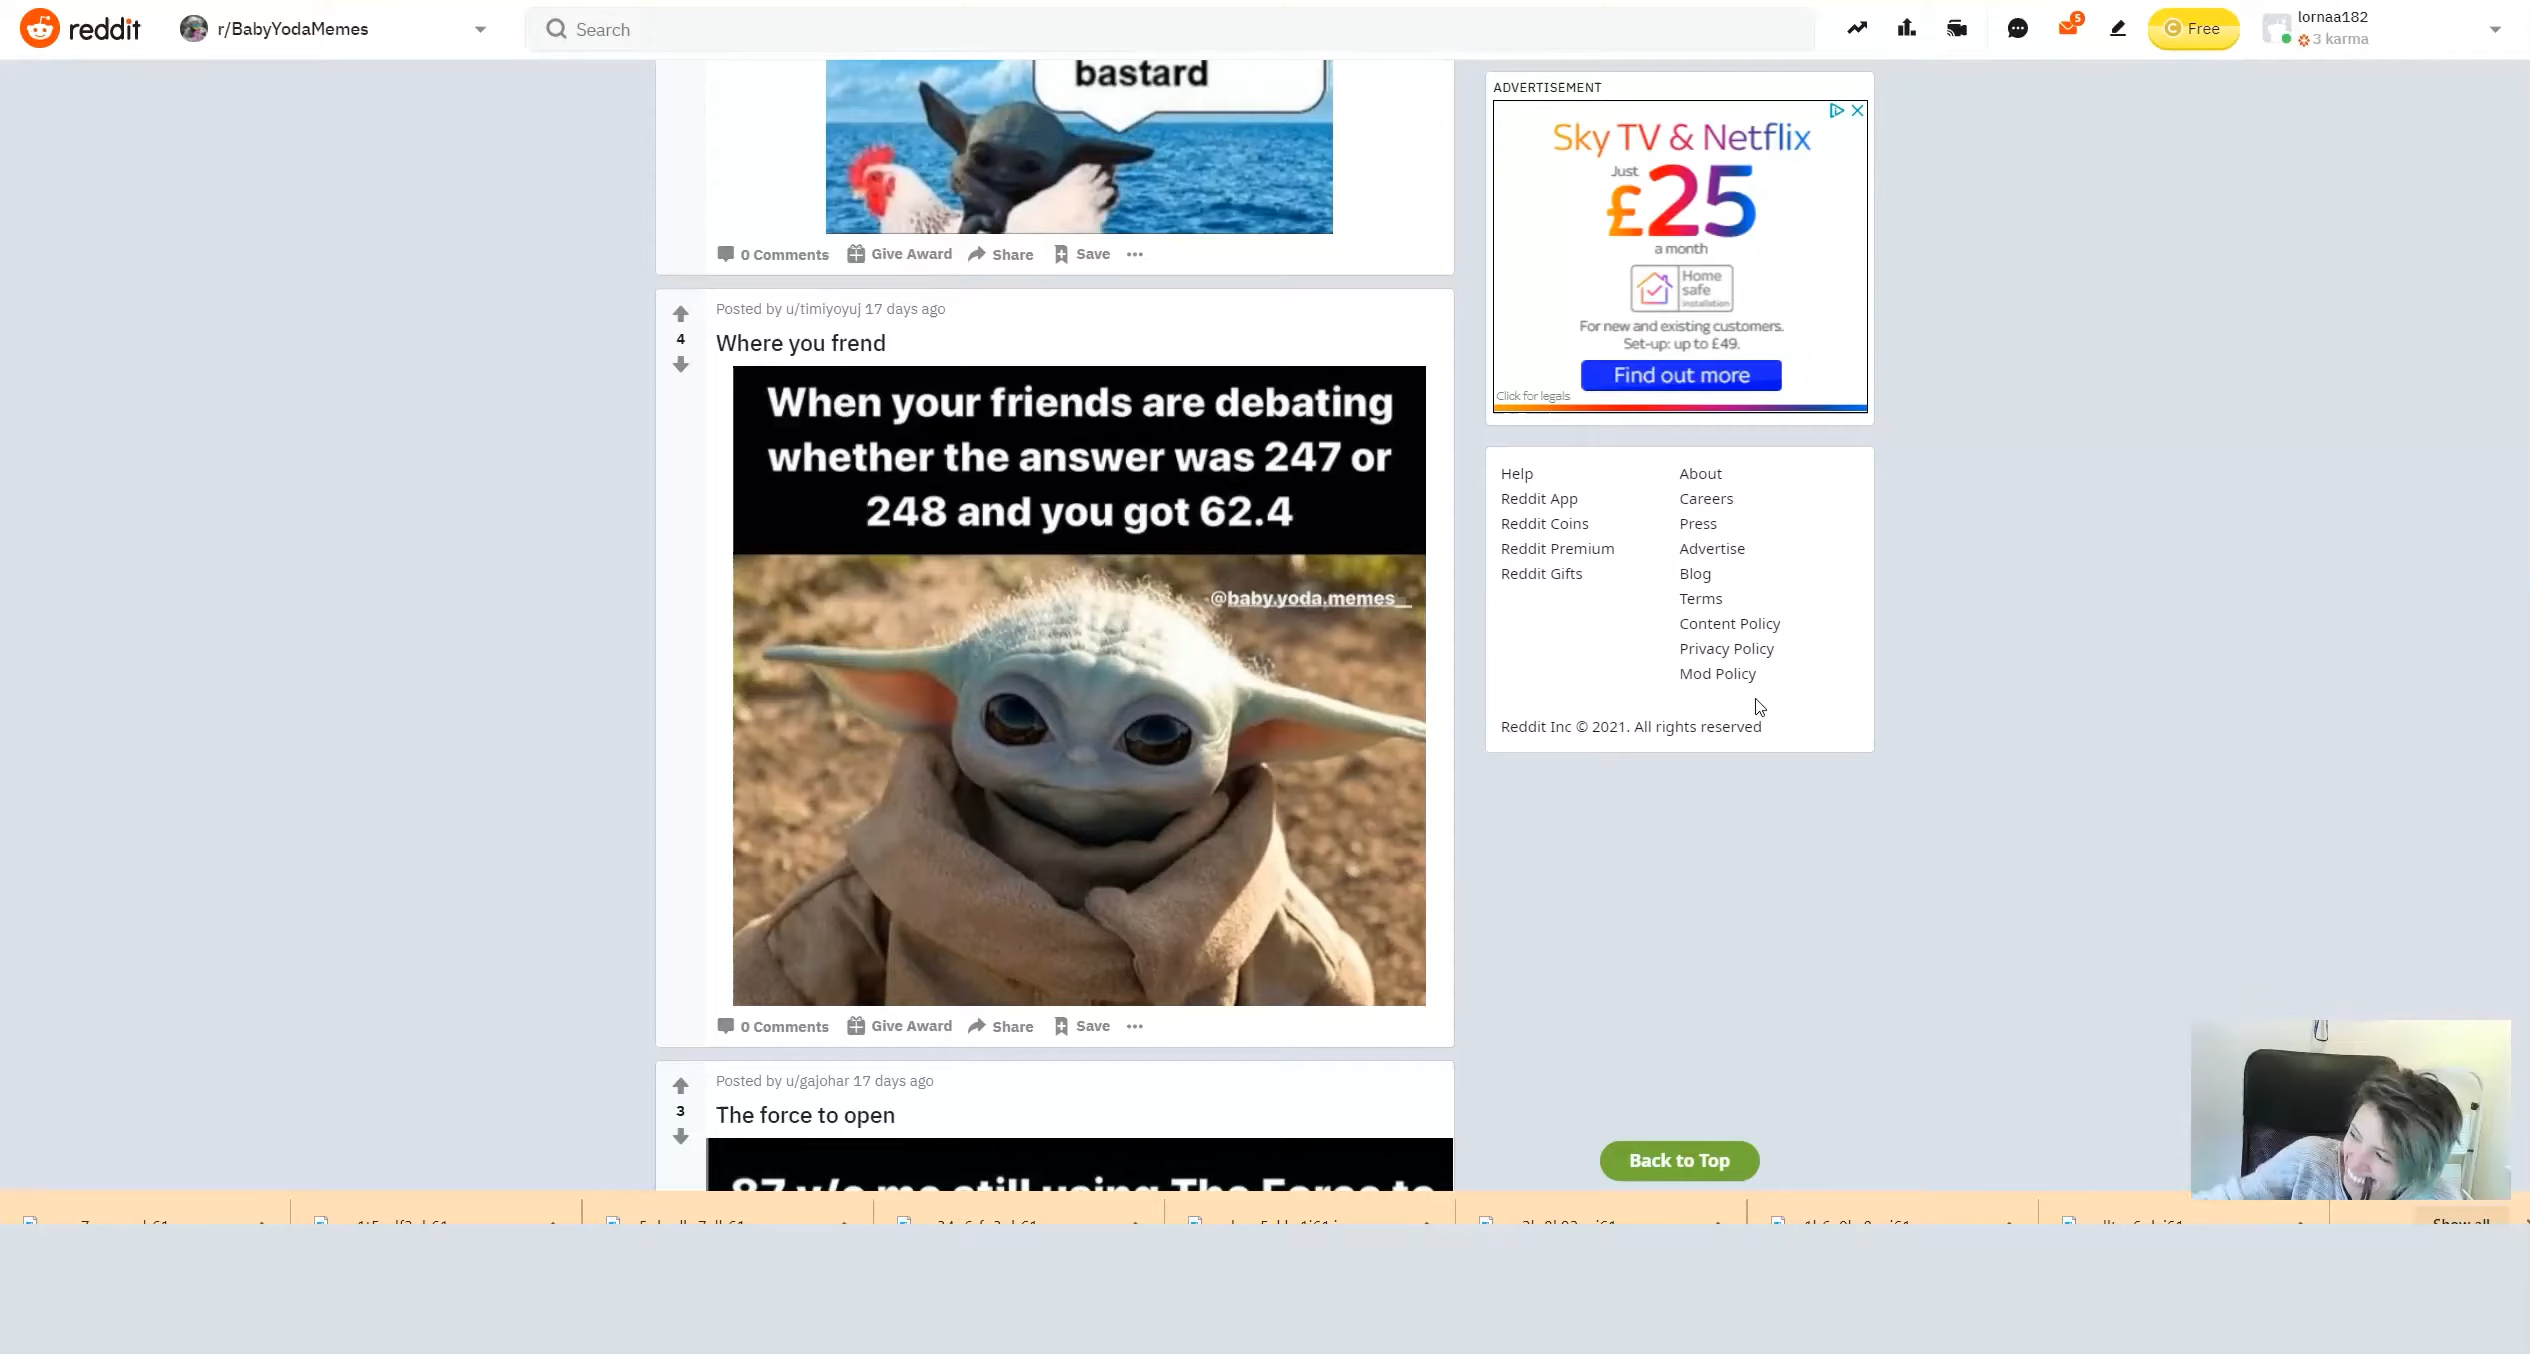 reddit
r/BabyYodaMemes
Search
5
Free
lornaa182
3 karma
bastard
0 Comments
Give Award
Share
Save
Posted by u/timiyoyuj 17 days ago
4
Where you frend
When your friends are debating
whether the answer was 247 or
248 and you got 62.4
@baby.yoda.memes__
0 Comments
Give Award
Share
Save
Posted by u/gajohar 17 days ago
3
The force to open
ADVERTISEMENT
Sky TV & Netflix
Just
£25
a month
Home
safe
installation
For new and existing customers.
Set-up: up to £49.
Find out more
Click for legals
Help
Reddit App
Reddit Coins
Reddit Premium
Reddit Gifts
About
Careers
Press
Advertise
Blog
Terms
Content Policy
Privacy Policy
Mod Policy
Reddit Inc © 2021. All rights reserved
Back to Top
Show all